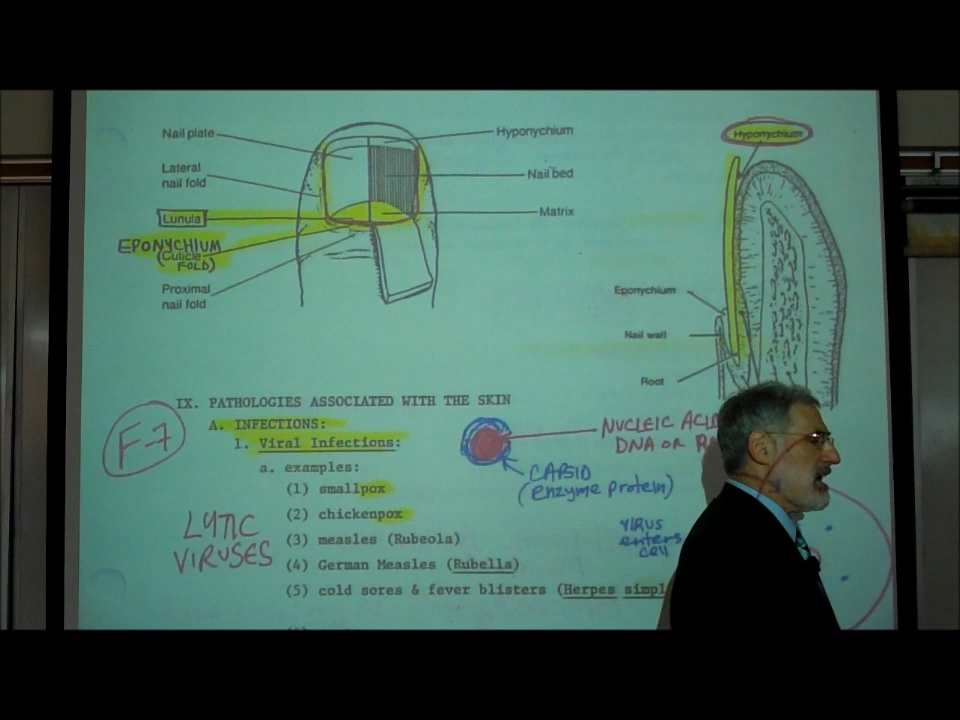 Nail plate
Lateral
nail fold
Lunula
EPONYCHIUM
(Cuticle
FOLD)
Proximal
nail fold
Hyponychium
Nail bed
Matrix
Hyponychium
Eponychium
Nail wall
Root
IX. PATHOLOGIES ASSOCIATED WITH THE SKIN
A. INFECTIONS:
1. Viral Infections:
a. examples:
(1) smallpox
(2) chickenpox
(3) measles (Rubeola)
(4) German Measles (Rubella)
(5) cold sores & fever blisters (Herpes simpl
F-7
LYTIC
VIRUSES
NUCLEIC ACID
DNA OR R
CAPSID
(enzyme protein)
VIRUS
enters
cell